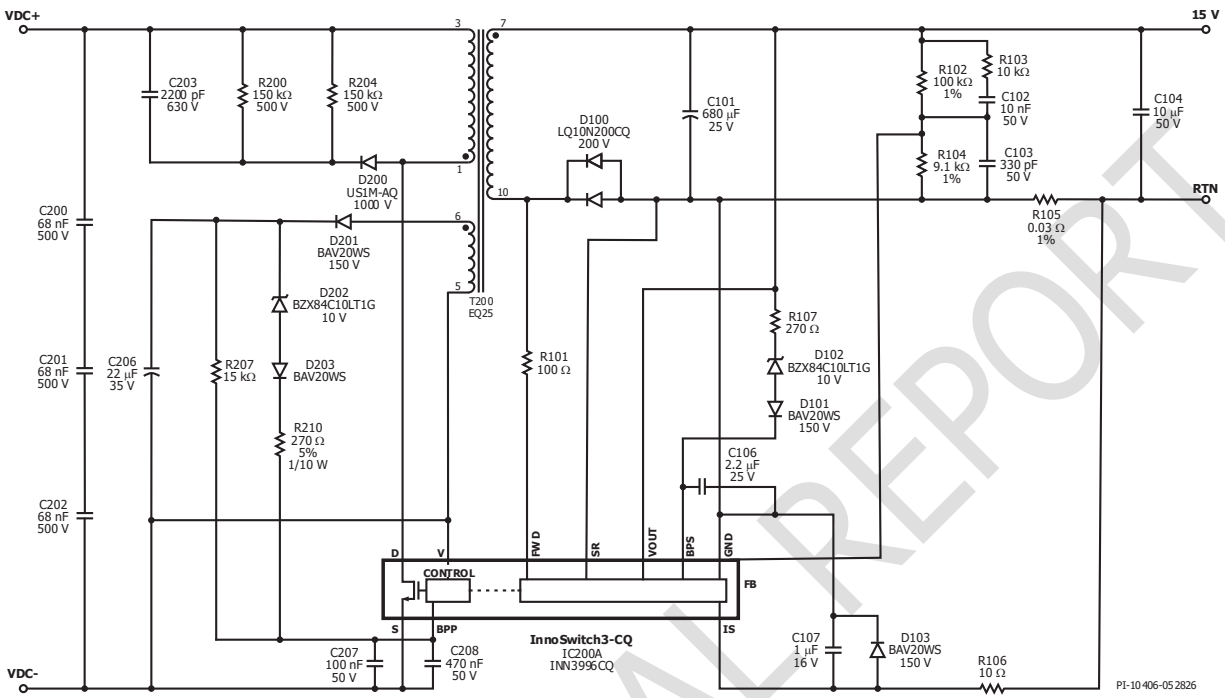 VDC+
3
7
15 V
C203
2200 pF
630 V
R200
150 kΩ
500 V
R204
150 kΩ
500 V
D200
US1M-AQ
1000 V
1
D100
LQ10N200CQ
200 V
10
C101
680 μF
25 V
R102
100 kΩ
1%
R103
10 kΩ
C102
10 nF
50 V
R104
9.1 kΩ
1%
C103
330 pF
50 V
C104
10 μF
50 V
RTN
R105
0.03 Ω
1%
C200
68 nF
500 V
6
D201
BAV20WS
150 V
5
T200
EQ25
D202
BZX84C10LT1G
10 V
C201
68 nF
500 V
C206
22 μF
35 V
R207
15 kΩ
D203
BAV20WS
R210
270 Ω
5%
1/10 W
R101
100 Ω
R107
270 Ω
D102
BZX84C10LT1G
10 V
D101
BAV20WS
150 V
C106
2.2 μF
25 V
C202
68 nF
500 V
D
V
FWD
SR
VOUT
BPS
GND
CONTROL
FB
S
BPP
IS
InnoSwitch3-CQ
IC200A
INN3996CQ
C207
100 nF
50 V
C208
470 nF
50 V
C107
1 μF
16 V
D103
BAV20WS
150 V
R106
10 Ω
VDC-
PI-10406-052826
AL REPORT